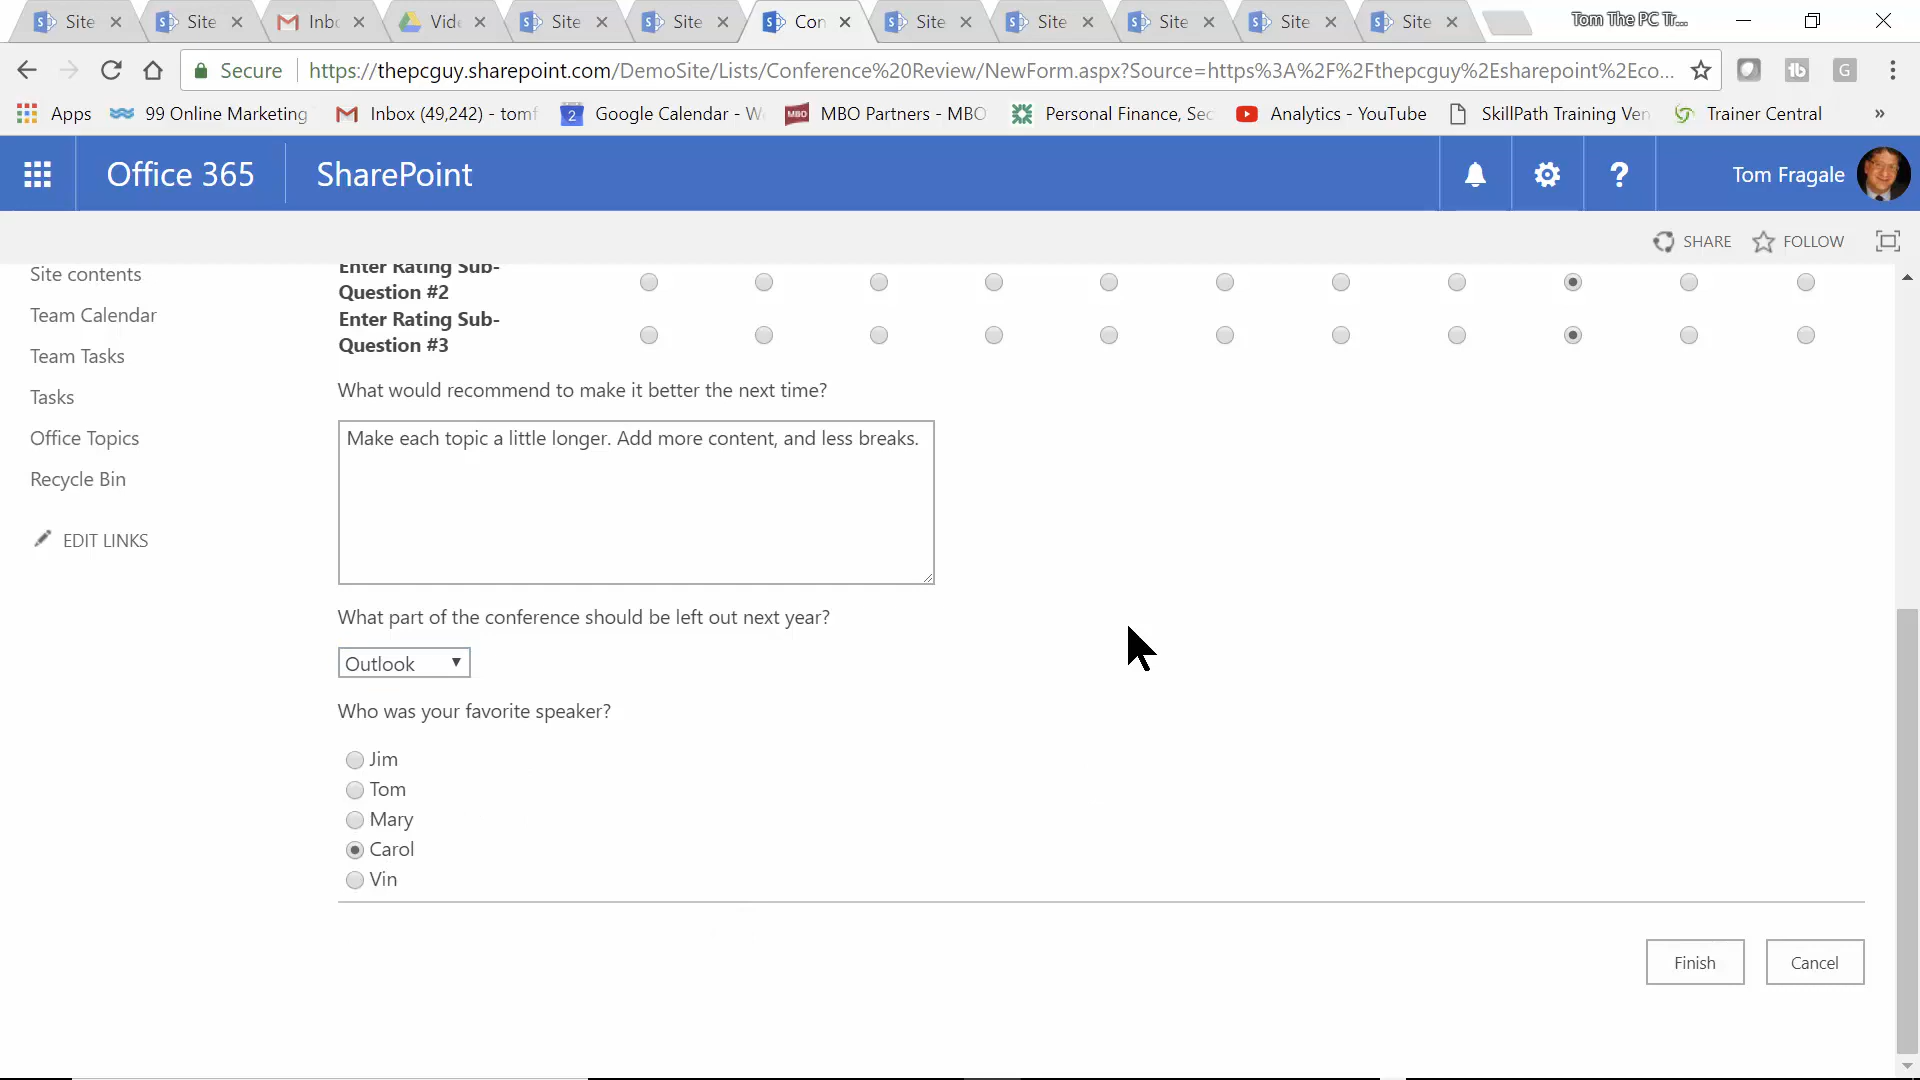 Site
Site
Inb
Vide
Site
Site
Con
Site
Site
Site
Site
Site
Tom The PC Tr...
Secure
https://thepcguy.sharepoint.com/DemoSite/Lists/Conference%20Review/NewForm.aspx?Source=https%3A%2F%2Fthepcguy%2Esharepoint%2Eco...
Apps
99 Online Marketing
Inbox (49,242) - tomf
2
Google Calendar - W
MBO
MBO Partners - MBO
Personal Finance, Sec
Analytics - YouTube
SkillPath Training Ven
Trainer Central
»
Office 365
SharePoint
?
Tom Fragale
SHARE
FOLLOW
Site contents
Team Calendar
Team Tasks
Tasks
Office Topics
Recycle Bin
EDIT LINKS
Enter Rating Sub-
Question #2
Enter Rating Sub-
Question #3
What would recommend to make it better the next time?
Make each topic a little longer. Add more content, and less breaks.
What part of the conference should be left out next year?
Outlook
Who was your favorite speaker?
Jim
Tom
Mary
Carol
Vin
Finish
Cancel